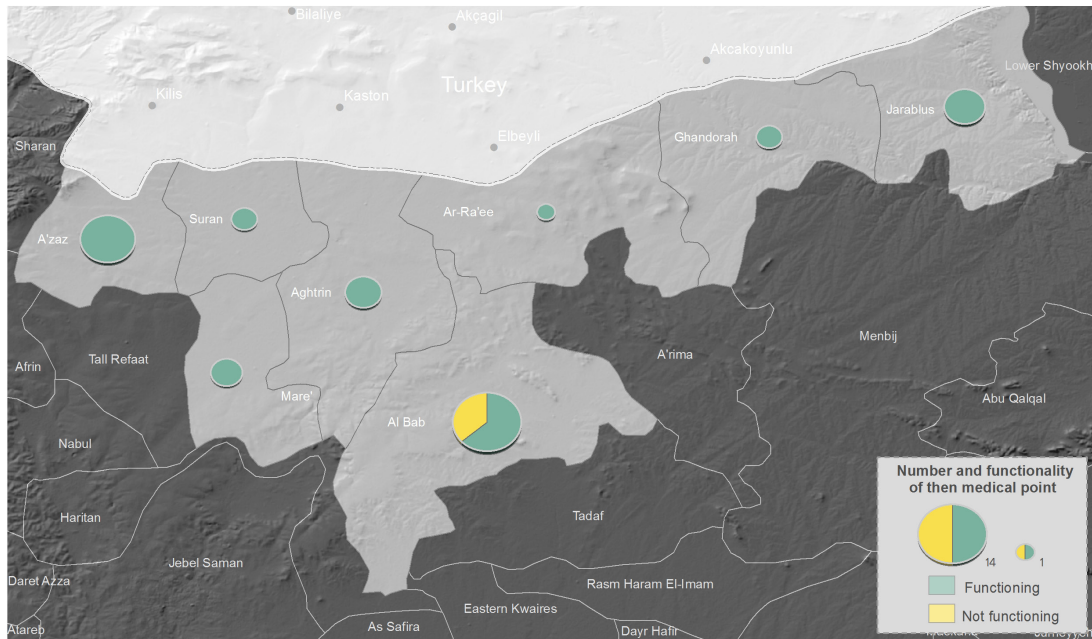 Bilaliye
Akçagil
Akcakoyunlu
Turkey
Lower Shyookh
Kilis
Kaston
Jarablus
Ghandorah
Elbeyli
Sharan
Suran
Ar-Ra'ee
A'zaz
Aghtrin
Menbij
Tall Refaat
A'rima
Afrin
Mare'
Abu Qalqal
Al Bab
Nabul
Number and functionality
of then medical point
14
1
Functioning
Not functioning
Haritan
Tadaf
Jebel Saman
Daret Azza
Rasm Haram El-Imam
Eastern Kwaires
As Safira
Dayr Hafir
Atareb